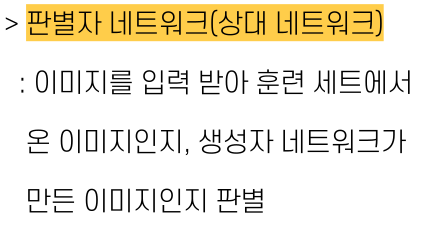 > 판별자 네트워크(상대 네트워크)
: 이미지를 입력 받아 훈련 세트에서
온 이미지인지, 생성자 네트워크가
만든 이미지인지 판별